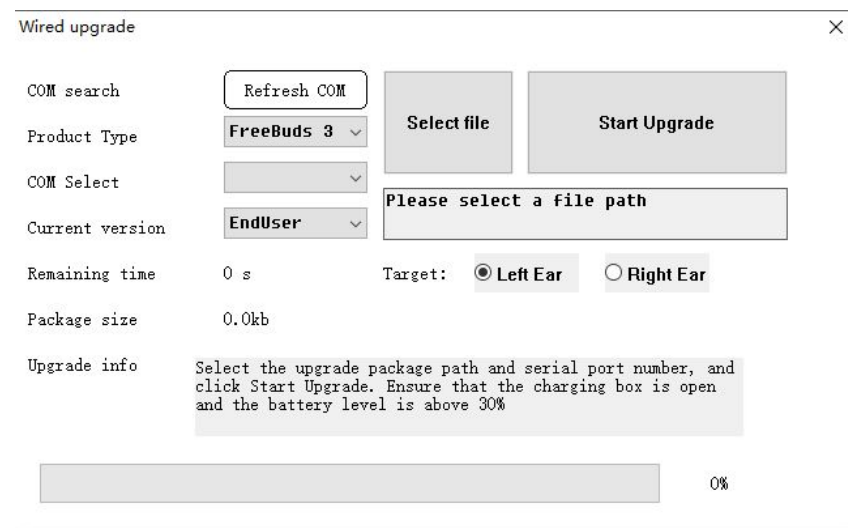 Wired upgrade
COM search
Refresh COM
Select file
Start Upgrade
Product Type
FreeBuds 3
COM Select
Please select a file path
Current version
EndUser
Remaining time
0 s
Target:
Left Ear
Right Ear
Package size
0.0kb
Upgrade info
Select the upgrade package path and serial port number, and
click Start Upgrade. Ensure that the charging box is open
and the battery level is above 30%
0%